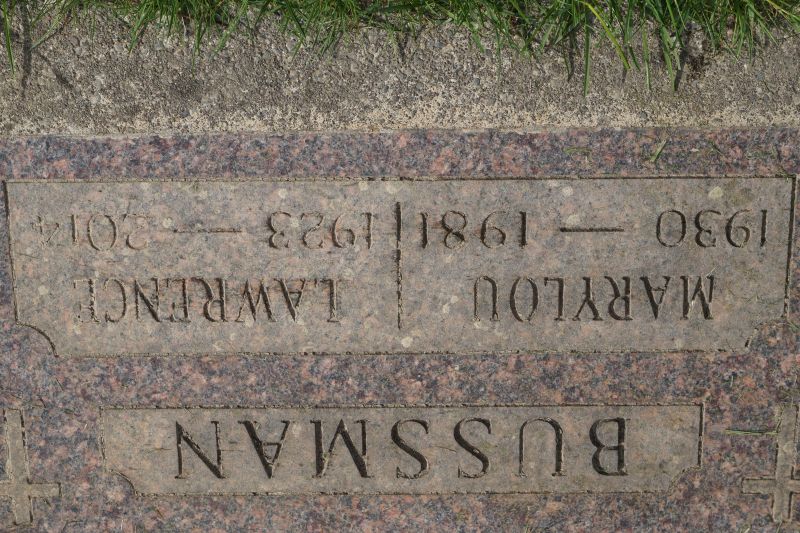 BUSSMAN
MARYLOU LAWRENCE
1930 — 1981 1923 — 2014